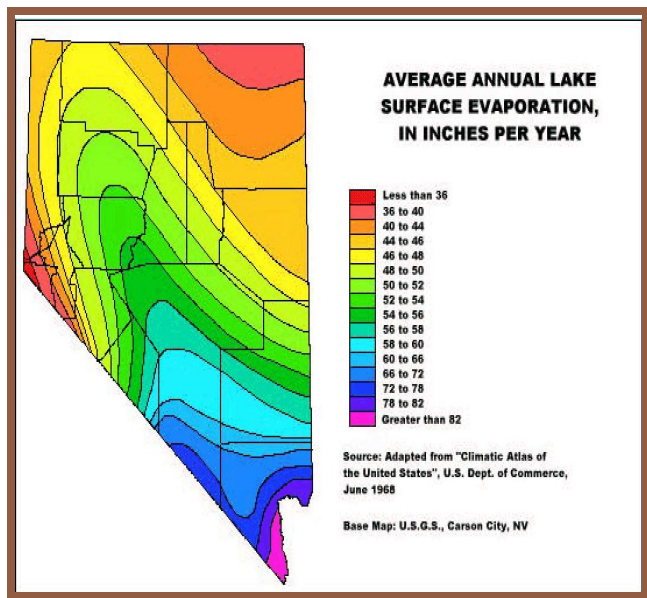 AVERAGE ANNUAL LAKE
SURFACE EVAPORATION,
IN INCHES PER YEAR
Less than 36
36 to 40
40 to 44
44 to 46
46 to 48
48 to 50
50 to 52
52 to 54
54 to 56
56 to 58
58 to 60
60 to 66
66 to 72
72 to 78
78 to 82
Greater than 82
Source: Adapted from "Climatic Atlas of
the United States", U.S. Dept. of Commerce,
June 1968
Base Map: U.S.G.S., Carson City, NV